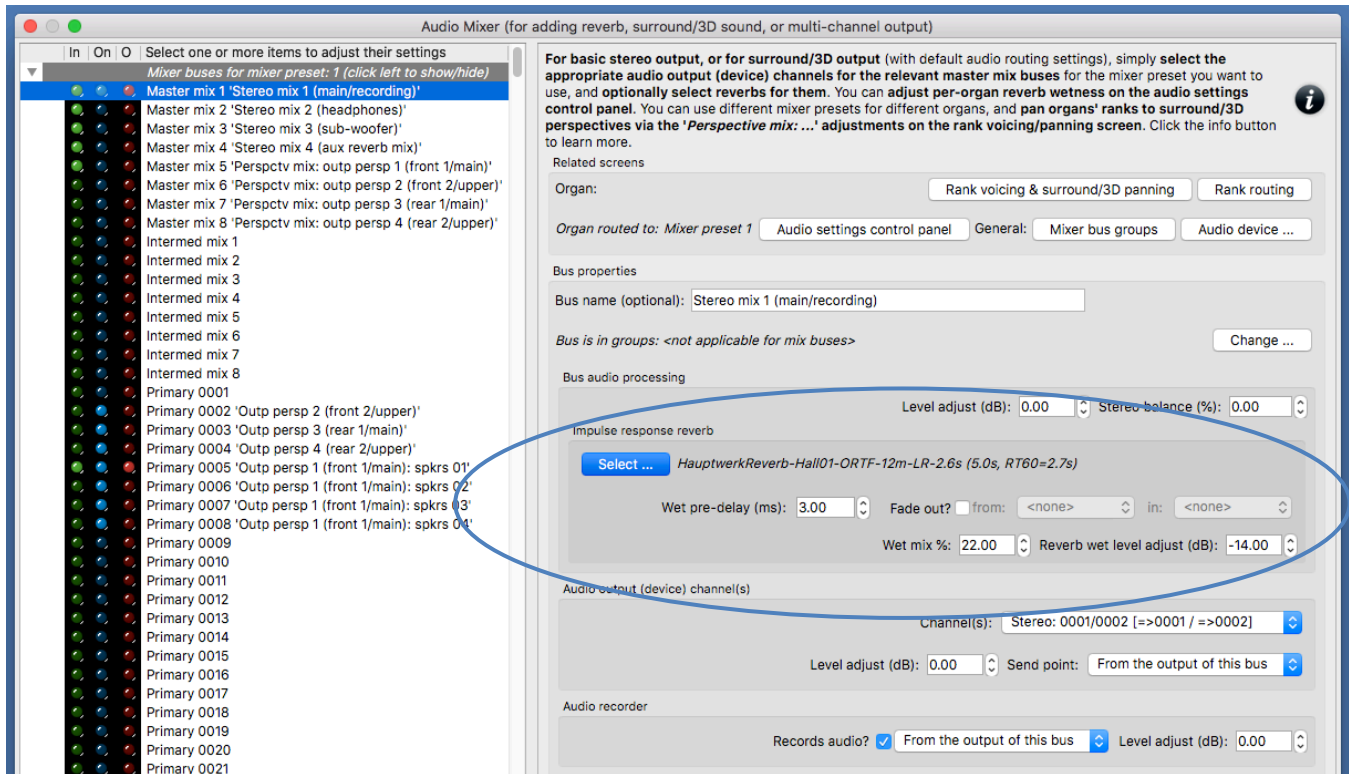 Audio Mixer (for adding reverb, surround/3D sound, or multi-channel output)
In On O Select one or more items to adjust their settings
Mixer buses for mixer preset: 1 (click left to show/hide)
Master mix 1 'Stereo mix 1 (main/recording)'
Master mix 2 'Stereo mix 2 (headphones)'
Master mix 3 'Stereo mix 3 (sub-woofer)'
Master mix 4 'Stereo mix 4 (aux reverb mix)'
Master mix 5 'Perspctv mix: outp persp 1 (front 1/main)'
Master mix 6 'Perspctv mix: outp persp 2 (front 2/upper)'
Master mix 7 'Perspctv mix: outp persp 3 (rear 1/main)'
Master mix 8 'Perspctv mix: outp persp 4 (rear 2/upper)'
Intermed mix 1
Intermed mix 2
Intermed mix 3
Intermed mix 4
Intermed mix 5
Intermed mix 6
Intermed mix 7
Intermed mix 8
Primary 0001
Primary 0002 'Outp persp 2 (front 2/upper)'
Primary 0003 'Outp persp 3 (rear 1/main)'
Primary 0004 'Outp persp 4 (rear 2/upper)'
Primary 0005 'Outp persp 1 (front 1/main): spkrs 01'
Primary 0006 'Outp persp 1 (front 1/main): spkrs 02'
Primary 0007 'Outp persp 1 (front 1/main): spkrs 03'
Primary 0008 'Outp persp 1 (front 1/main): spkrs 04'
Primary 0009
Primary 0010
Primary 0011
Primary 0012
Primary 0013
Primary 0014
Primary 0015
Primary 0016
Primary 0017
Primary 0018
Primary 0019
Primary 0020
Primary 0021
For basic stereo output, or for surround/3D output (with default audio routing settings), simply select the
appropriate audio output (device) channels for the relevant master mix buses for the mixer preset you want to
use, and optionally select reverbs for them. You can adjust per-organ reverb wetness on the audio settings
control panel. You can use different mixer presets for different organs, and pan organs' ranks to surround/3D
perspectives via the 'Perspective mix: ...' adjustments on the rank voicing/panning screen. Click the info button
to learn more.
i
Related screens
Organ: Rank voicing & surround/3D panning Rank routing
Organ routed to: Mixer preset 1 Audio settings control panel General: Mixer bus groups Audio device ...
Bus properties
Bus name (optional): Stereo mix 1 (main/recording)
Bus is in groups: <not applicable for mix buses> Change ...
Bus audio processing
Level adjust (dB): 0.00 Stereo balance (%): 0.00
Impulse response reverb
Select ... HauptwerkReverb-Hall01-ORTF-12m-LR-2.6s (5.0s, RT60=2.7s)
Wet pre-delay (ms): 3.00 Fade out? from: <none> in: <none>
Wet mix %: 22.00 Reverb wet level adjust (dB): -14.00
Audio output (device) channel(s)
Channel(s): Stereo: 0001/0002 [=>0001 / =>0002]
Level adjust (dB): 0.00 Send point: From the output of this bus
Audio recorder
Records audio? From the output of this bus Level adjust (dB): 0.00